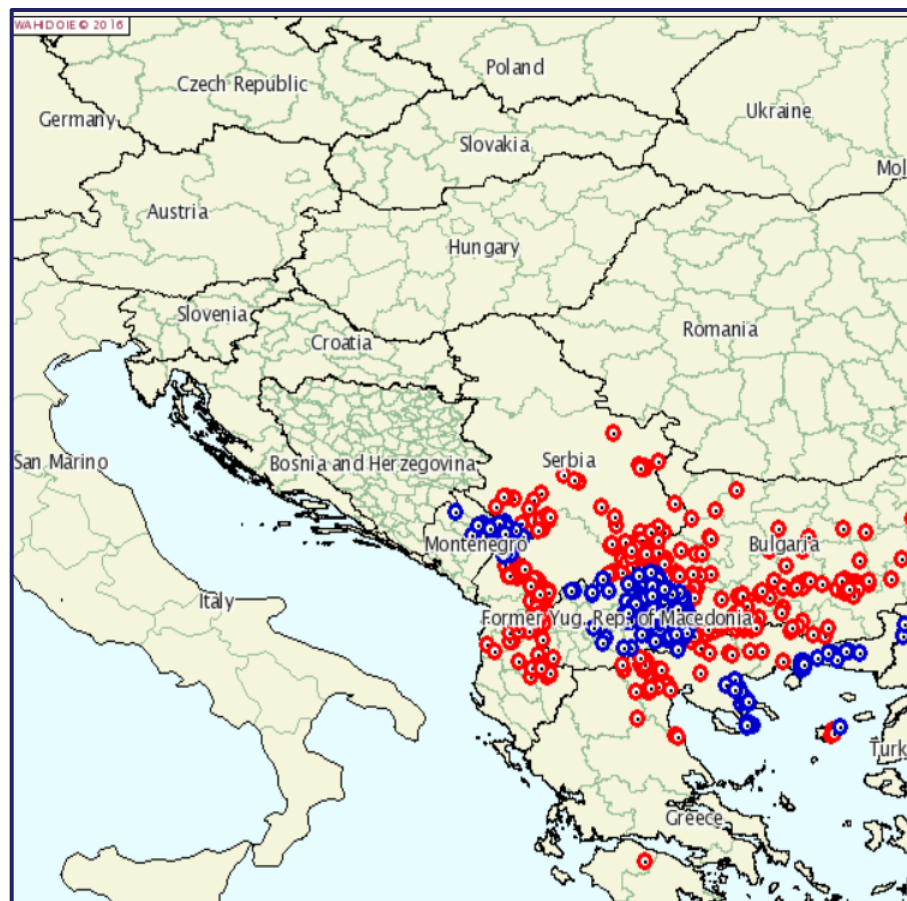 WAHID OIE © 2016
Poland
Czech Republic
Ukraine
Germany
Slovakia
Mol
Austria
Hungary
Slovenia
Romania
Croatia
San Marino
Bosnia and Herzegovina
Serbia
Montenegro
Bulgaria
Italy
Former Yug. Rep. of Macedonia
Turk
Greece